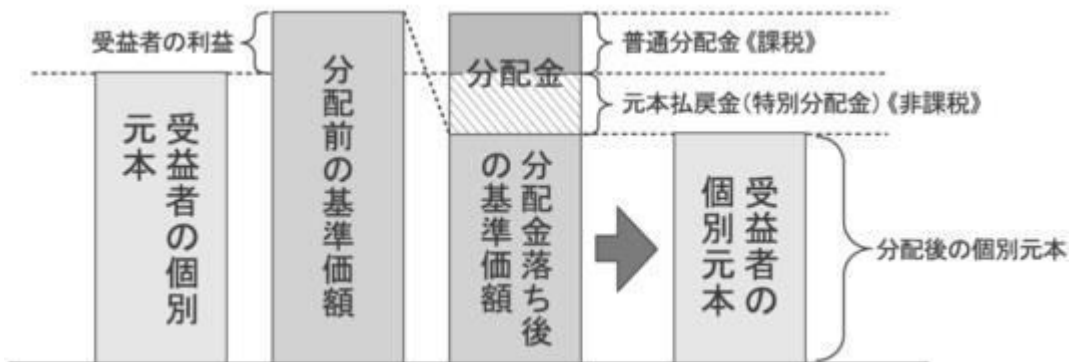 受益者の利益
受益者の個別
元本
分配前の基準価額
分配金
分配金落ち後
の基準価額
普通分配金《課税》
元本払戻金(特別分配金)《非課税》
受益者の
個別元本
分配後の個別元本